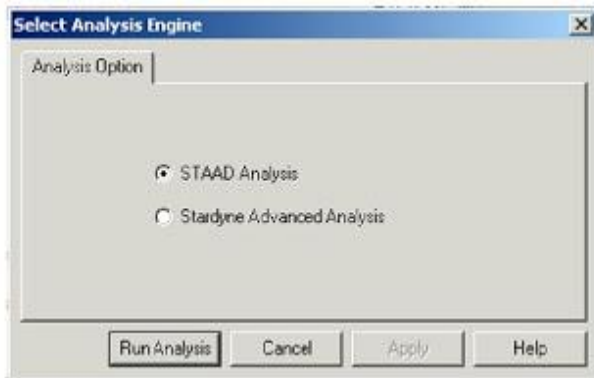 Select Analysis Engine
Analysis Option
STAAD Analysis
Stardyne Advanced Analysis
Run Analysis Cancel Apply Help